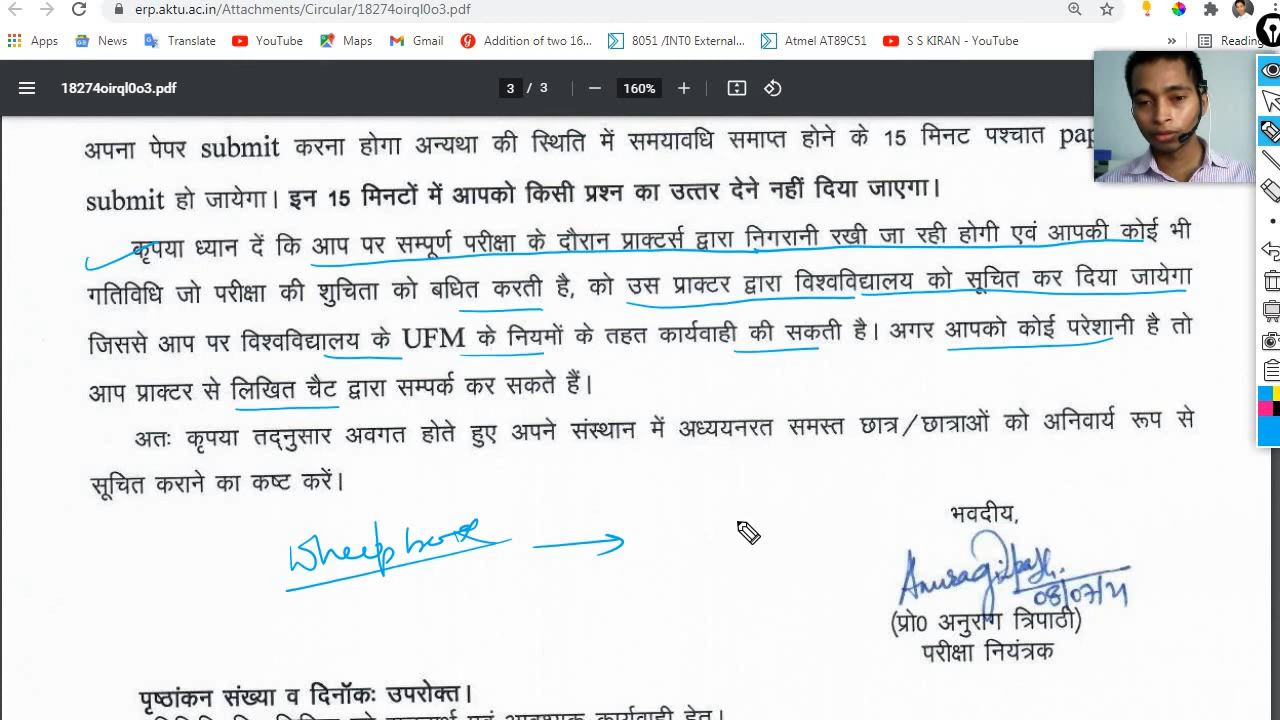 erp.aktu.ac.in/Attachments/Circular/18274oirql0o3.pdf
Apps News Translate YouTube Maps Gmail Addition of two 16... 8051 /INT0 External... Atmel AT89C51 S S KIRAN - YouTube » Reading
18274oirql0o3.pdf 3 / 3 160%
अपना पेपर submit करना होगा अन्यथा की स्थिति में समयावधि समाप्त होने के 15 मिनट पश्चात
submit हो जायेगा। इन 15 मिनटों में आपको किसी प्रश्न का उत्तर देने नहीं दिया जाएगा।
कृपया ध्यान दें कि आप पर सम्पूर्ण परीक्षा के दौरान प्राक्टर्स द्वारा निगरानी रखी जा रही होगी एवं आपकी कोई भी
गतिविधि जो परीक्षा की शुचिता को बधित करती है, को उस प्राक्टर द्वारा विश्वविद्यालय को सूचित कर दिया जायेगा
जिससे आप पर विश्वविद्यालय के UFM के नियमों के तहत कार्यवाही की सकती है। अगर आपको कोई परेशानी है तो
आप प्राक्टर से लिखित चैट द्वारा सम्पर्क कर सकते हैं।
अतः कृपया तद्नुसार अवगत होते हुए अपने संस्थान में अध्ययनरत समस्त छात्र/छात्राओं को अनिवार्य रूप से
सूचित कराने का कष्ट करें।
भवदीय,
08/07/21
(प्रो0 अनुराग त्रिपाठी)
परीक्षा नियंत्रक
पृष्ठांकन संख्या व दिनॉकः उपरोक्त।